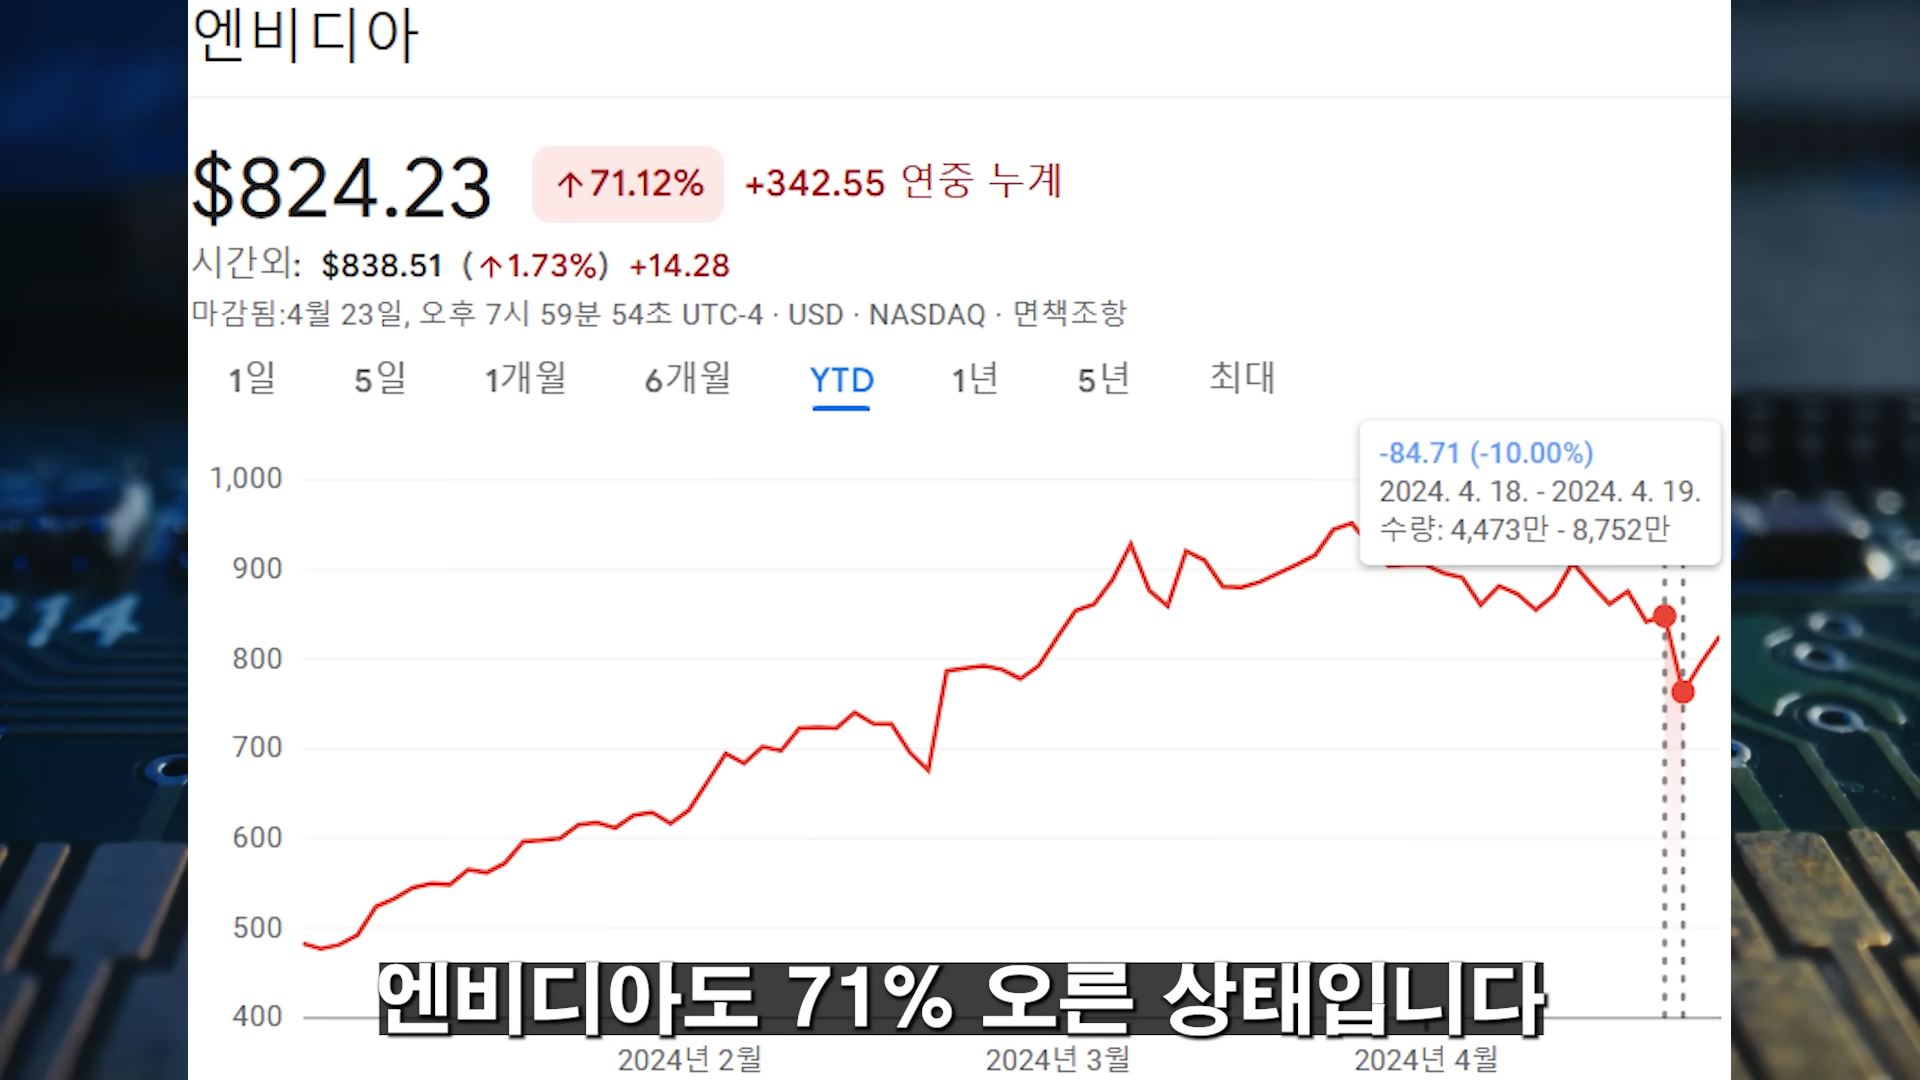 엔비디아
$824.23 ↑71.12% +342.55 연중 누계
시간외: $838.51 (↑1.73%) +14.28
마감됨:4월 23일, 오후 7시 59분 54초 UTC-4 · USD · NASDAQ · 면책조항
1일 5일 1개월 6개월 YTD 1년 5년 최대
-84.71 (-10.00%)
2024. 4. 18. - 2024. 4. 19.
수량: 4,473만 - 8,752만
1,000
900
800
700
600
500
400
2024년 2월 2024년 3월 2024년 4월
엔비디아도 71% 오른 상태입니다
P14